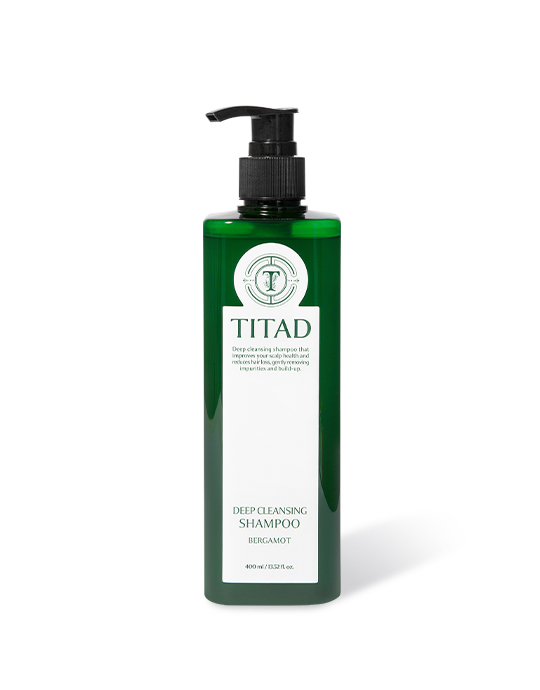 T
TITAD
Deep cleansing shampoo that
improves your scalp health and
reduces hair loss, gently removing
impurities and build-up.
DEEP CLEANSING
SHAMPOO
BERGAMOT
400 ml / 13.52 fl. oz.